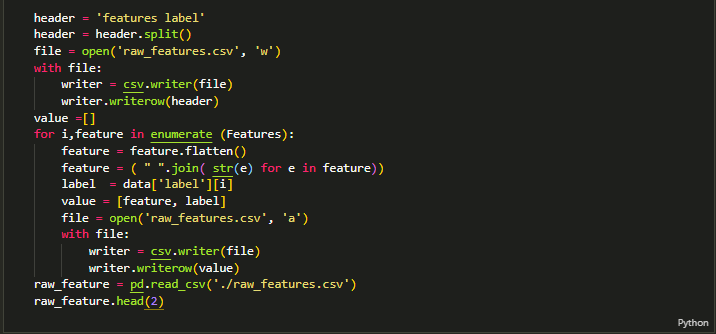 header = 'features label'
header = header.split()
file = open('raw_features.csv', 'w')
with file:
    writer = csv.writer(file)
    writer.writerow(header)
value =[]
for i,feature in enumerate (Features):
    feature = feature.flatten()
    feature = ( " ".join( str(e) for e in feature))
    label  = data['label'][i]
    value = [feature, label]
    file = open('raw_features.csv', 'a')
    with file:
        writer = csv.writer(file)
        writer.writerow(value)
raw_feature = pd.read_csv('./raw_features.csv')
raw_feature.head(2)
Python